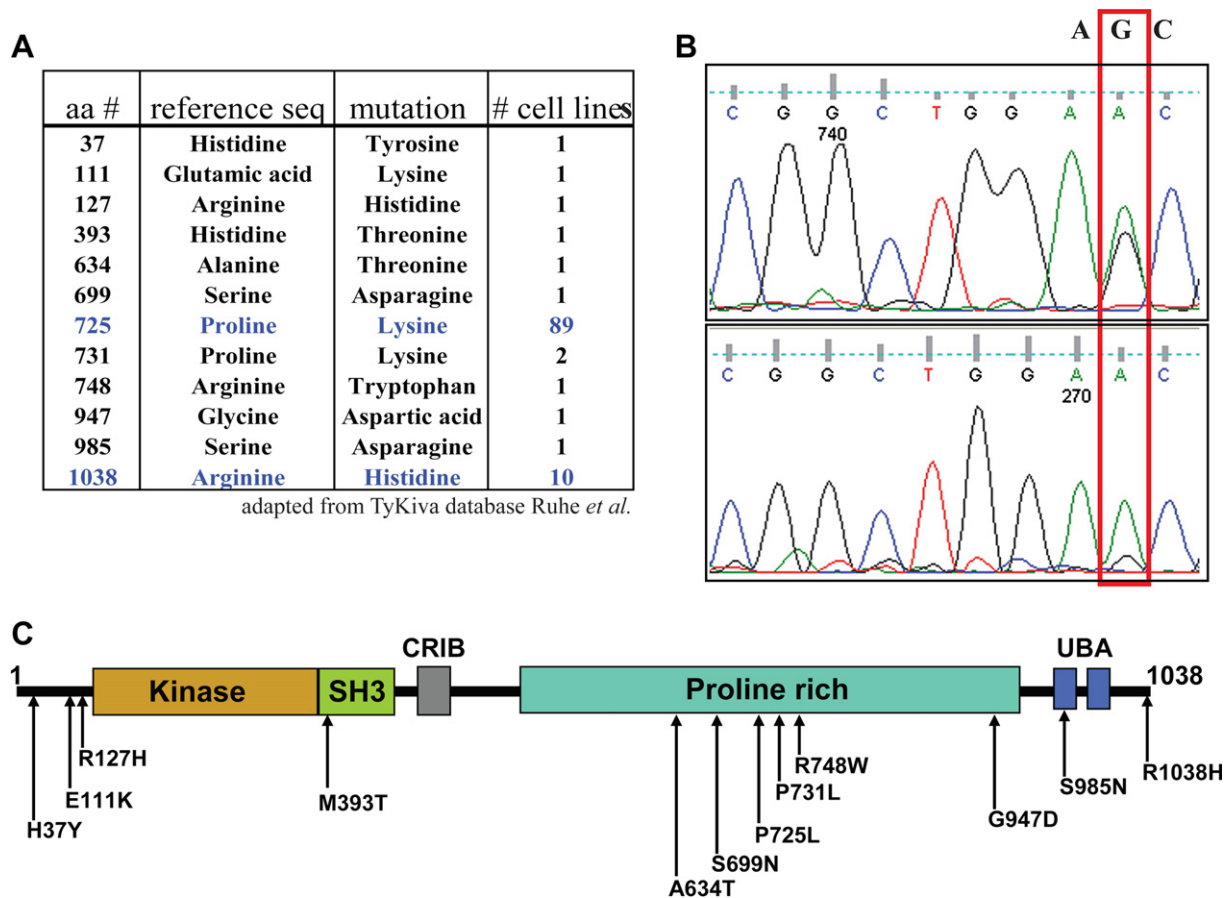 A
aa # reference seq mutation # cell lines
37 Histidine Tyrosine 1
111 Glutamic acid Lysine 1
127 Arginine Histidine 1
393 Histidine Threonine 1
634 Alanine Threonine 1
699 Serine Asparagine 1
725 Proline Lysine 89
731 Proline Lysine 2
748 Arginine Tryptophan 1
947 Glycine Aspartic acid 1
985 Serine Asparagine 1
1038 Arginine Histidine 10
adapted from TyKiva database Ruhe et al.
B
A G C
C G G C T G G A A C
740
C G G C T G G A A C
270
C
1 Kinase SH3 CRIB Proline rich UBA 1038
H37Y
E111K
R127H
M393T
A634T
S699N
P725L
P731L
R748W
G947D
S985N
R1038H